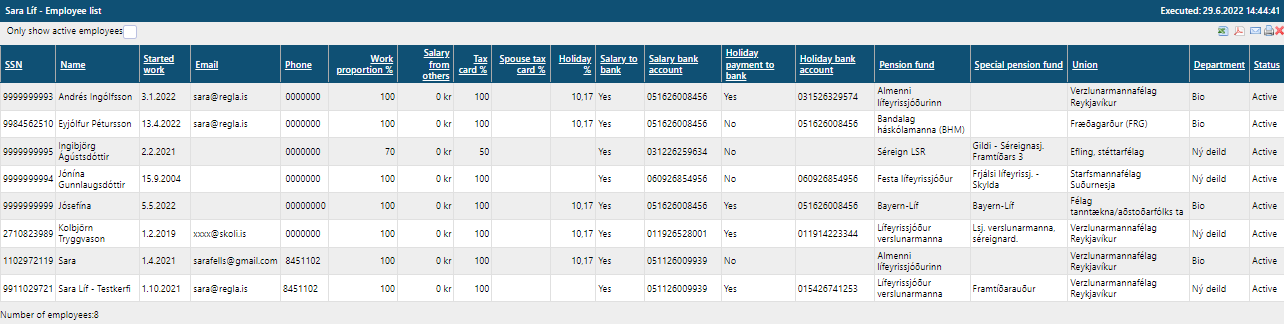 Sara Líf - Employee list Executed: 29.6.2022 14:44:41
Only show active employees
SSN Name Started work Email Phone Work proportion % Salary from others Tax card % Spouse tax card % Holiday % Salary to bank Salary bank account Holiday payment to bank Holiday bank account Pension fund Special pension fund Union Department Status
9999999993 Andrés Ingólfsson 3.1.2022 sara@regla.is 0000000 100 0 kr 100 10,17 Yes 051626008456 Yes 031526329574 Almenni lífeyrissjóðurinn Verzlunarmannafélag Reykjavíkur Bio Active
9984562510 Eyjólfur Pétursson 13.4.2022 sara@regla.is 0000000 100 0 kr 100 10,17 Yes 051626008456 No 051626008456 Bandalag háskólamanna (BHM) Fræðagarður (FRG) Bio Active
9999999995 Ingibjörg Ágústsdóttir 2.2.2021 0000000 70 0 kr 50 Yes 031226259634 No Séreign LSR Gildi - Séreignasj. Framtíðars 3 Efling, stéttarfélag Ný deild Active
9999999994 Jónína Gunnlaugsdóttir 15.9.2004 0000000 100 0 kr 100 Yes 060926854956 No 060926854956 Festa lífeyrissjóður Frjálsi lífeyrissj. - Skylda Starfsmannafélag Suðurnesja Ný deild Active
9999999999 Jósefína 5.5.2022 00000000 100 0 kr 100 10,17 Yes 051626008456 Yes 051626008456 Bayern-Líf Bayern-Líf Félag tanntækna/aðstoðarfólks ta Bio Active
2710823989 Kolbjörn Tryggvason 1.2.2019 xxxx@skoli.is 0000000 100 0 kr 100 10,17 Yes 011926528001 Yes 011914223344 Lífeyrissjóður verslunarmanna Lsj. verslunarmanna, séreignard. Verzlunarmannafélag Reykjavíkur Ný deild Active
1102972119 Sara 1.4.2021 sarafells@gmail.com 8451102 100 0 kr 100 10,17 Yes 051126009939 No Almenni lífeyrissjóðurinn Verzlunarmannafélag Reykjavíkur Bio Active
9911029721 Sara Líf - Testkerfi 1.10.2021 sara@regla.is 8451102 100 0 kr 100 Yes 051126009939 Yes 015426741253 Lífeyrissjóður verslunarmanna Framtíðarauður Verzlunarmannafélag Reykjavíkur Ný deild Active
Number of employees:8